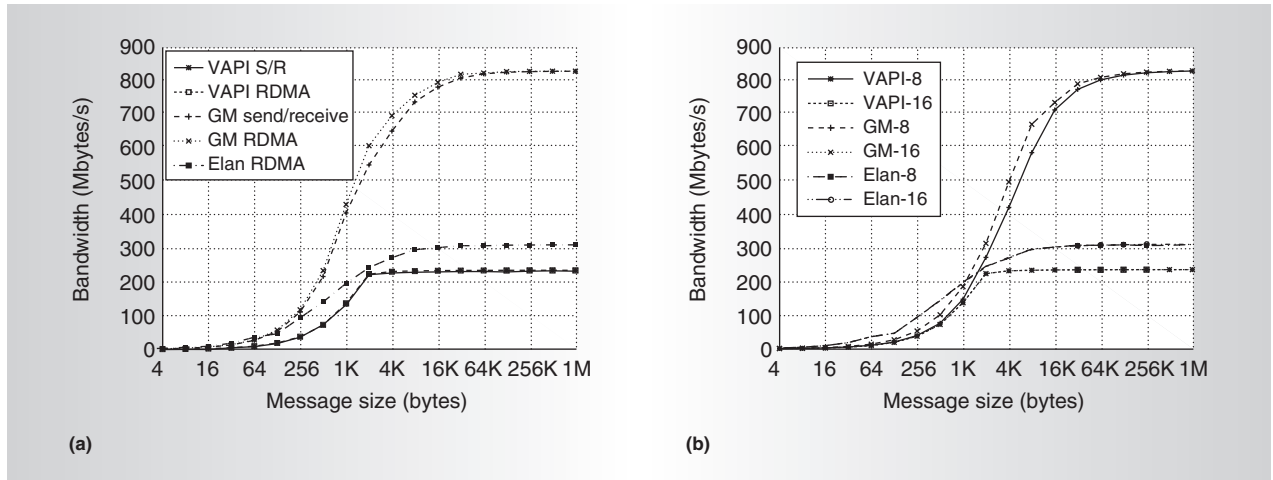 Bandwidth (Mbytes/s)
900
800
700
600
500
400
300
200
100
0
VAPI S/R
VAPI RDMA
GM send/receive
GM RDMA
Elan RDMA
4 16 64 256 1K 4K 16K 64K 256K 1M
Message size (bytes)
(a)
Bandwidth (Mbytes/s)
900
800
700
600
500
400
300
200
100
0
VAPI-8
VAPI-16
GM-8
GM-16
Elan-8
Elan-16
4 16 64 256 1K 4K 16K 64K 256K 1M
Message size (bytes)
(b)